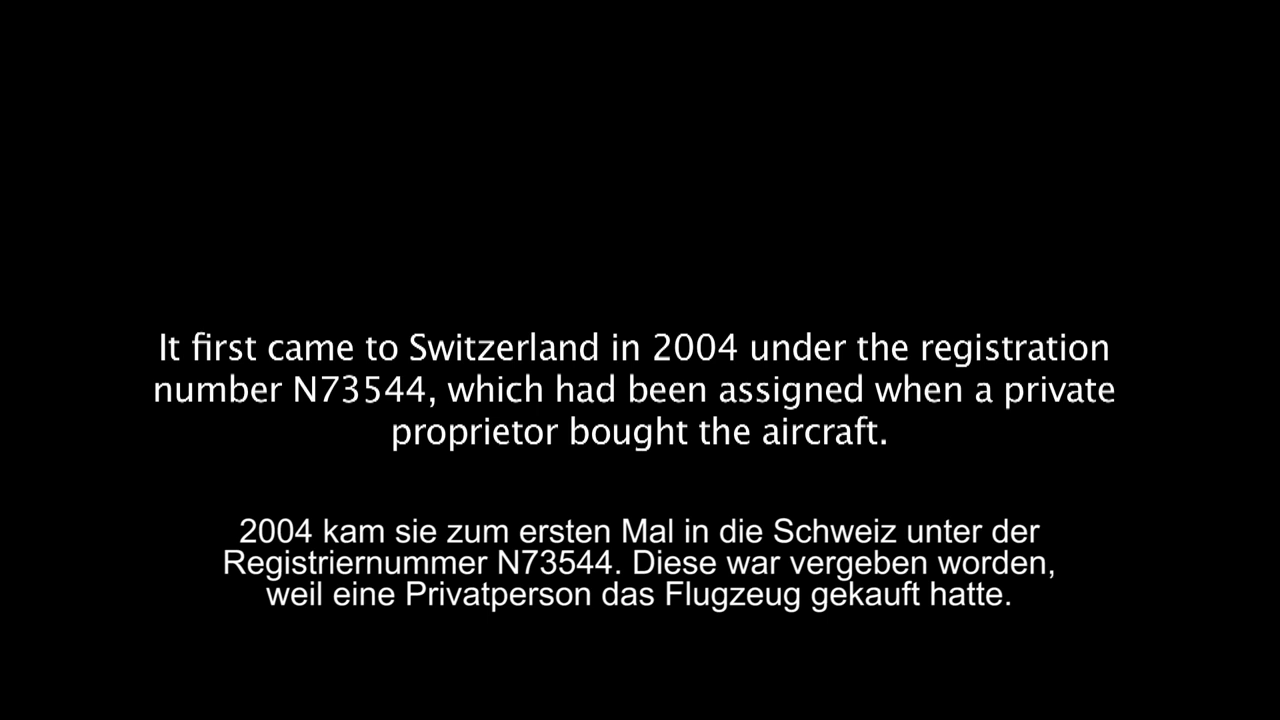 It first came to Switzerland in 2004 under the registration
number N73544, which had been assigned when a private
proprietor bought the aircraft.
2004 kam sie zum ersten Mal in die Schweiz unter der
Registriernummer N73544. Diese war vergeben worden,
weil eine Privatperson das Flugzeug gekauft hatte.